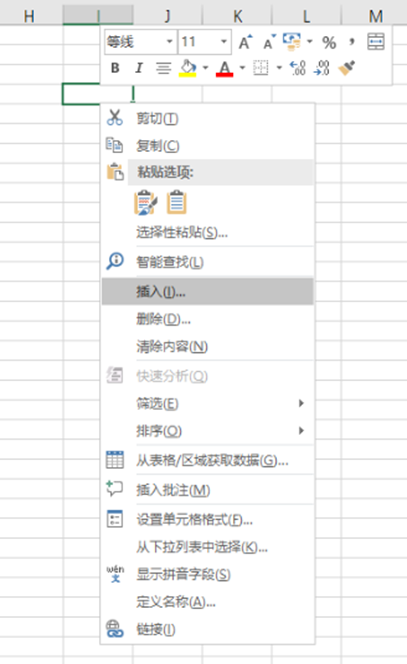 H I J K L M
等线 11 A A % ,
B I A .00 .00
剪切(T)
复制(C)
粘贴选项:
选择性粘贴(S)...
智能查找(L)
插入(I)...
删除(D)...
清除内容(N)
快速分析(Q)
筛选(E)
排序(O)
从表格/区域获取数据(G)...
插入批注(M)
设置单元格格式(F)...
从下拉列表中选择(K)...
wén
文
显示拼音字段(S)
定义名称(A)...
链接(I)